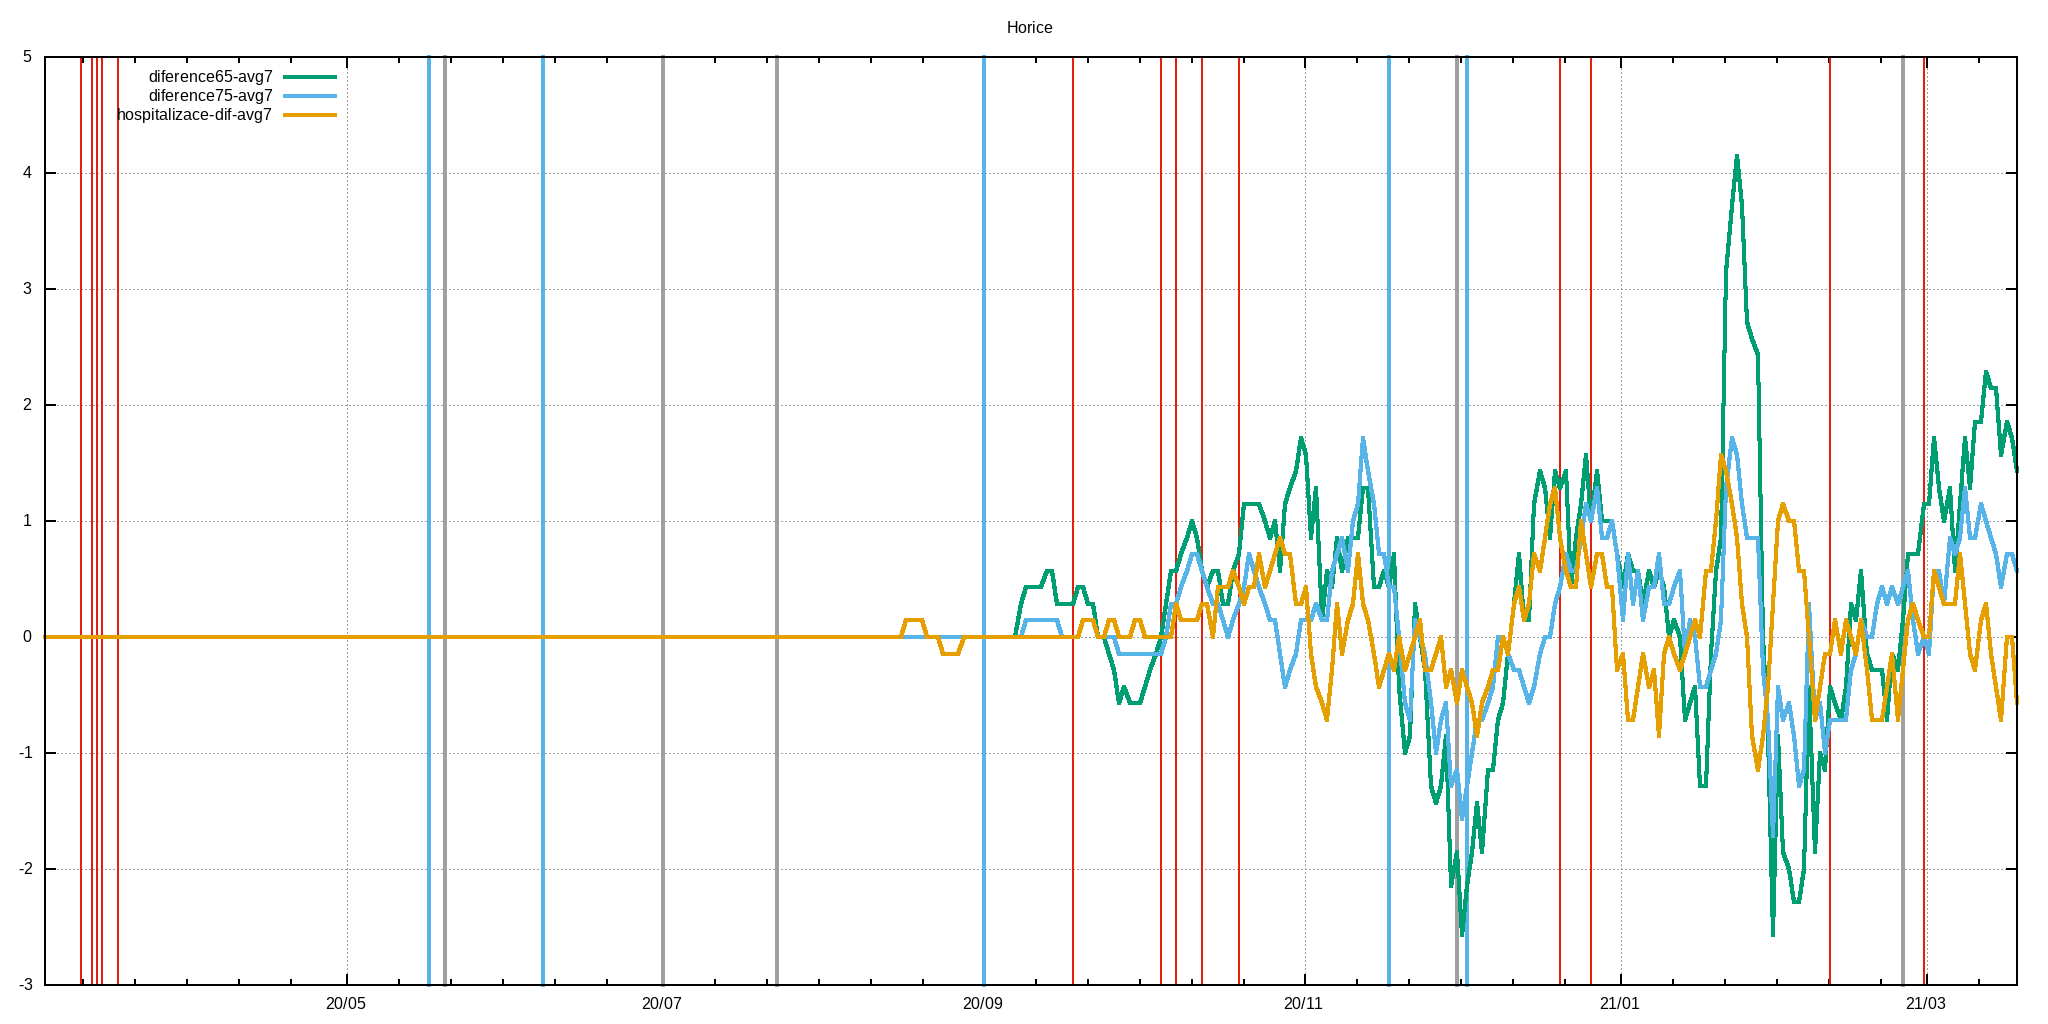 Horice
diference65-avg7
diference75-avg7
hospitalizace-dif-avg7
5
4
3
2
1
0
-1
-2
-3
20/05 20/07 20/09 20/11 21/01 21/03